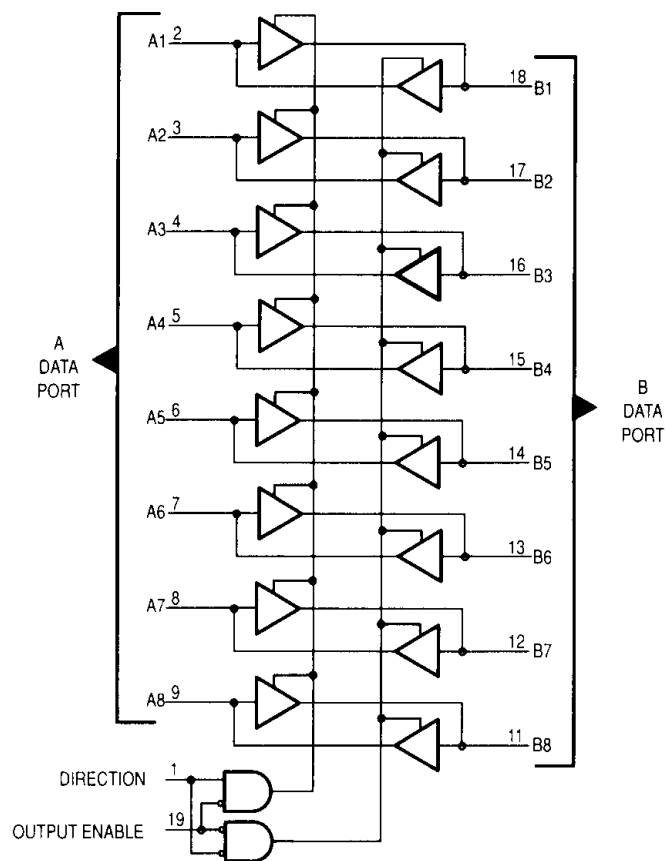 A1 2
18 B1
A2 3
17 B2
A3 4
16 B3
A4 5
15 B4
A
DATA
PORT
B
DATA
PORT
A5 6
14 B5
A6 7
13 B6
A7 8
12 B7
A8 9
11 B8
DIRECTION 1
OUTPUT ENABLE 19